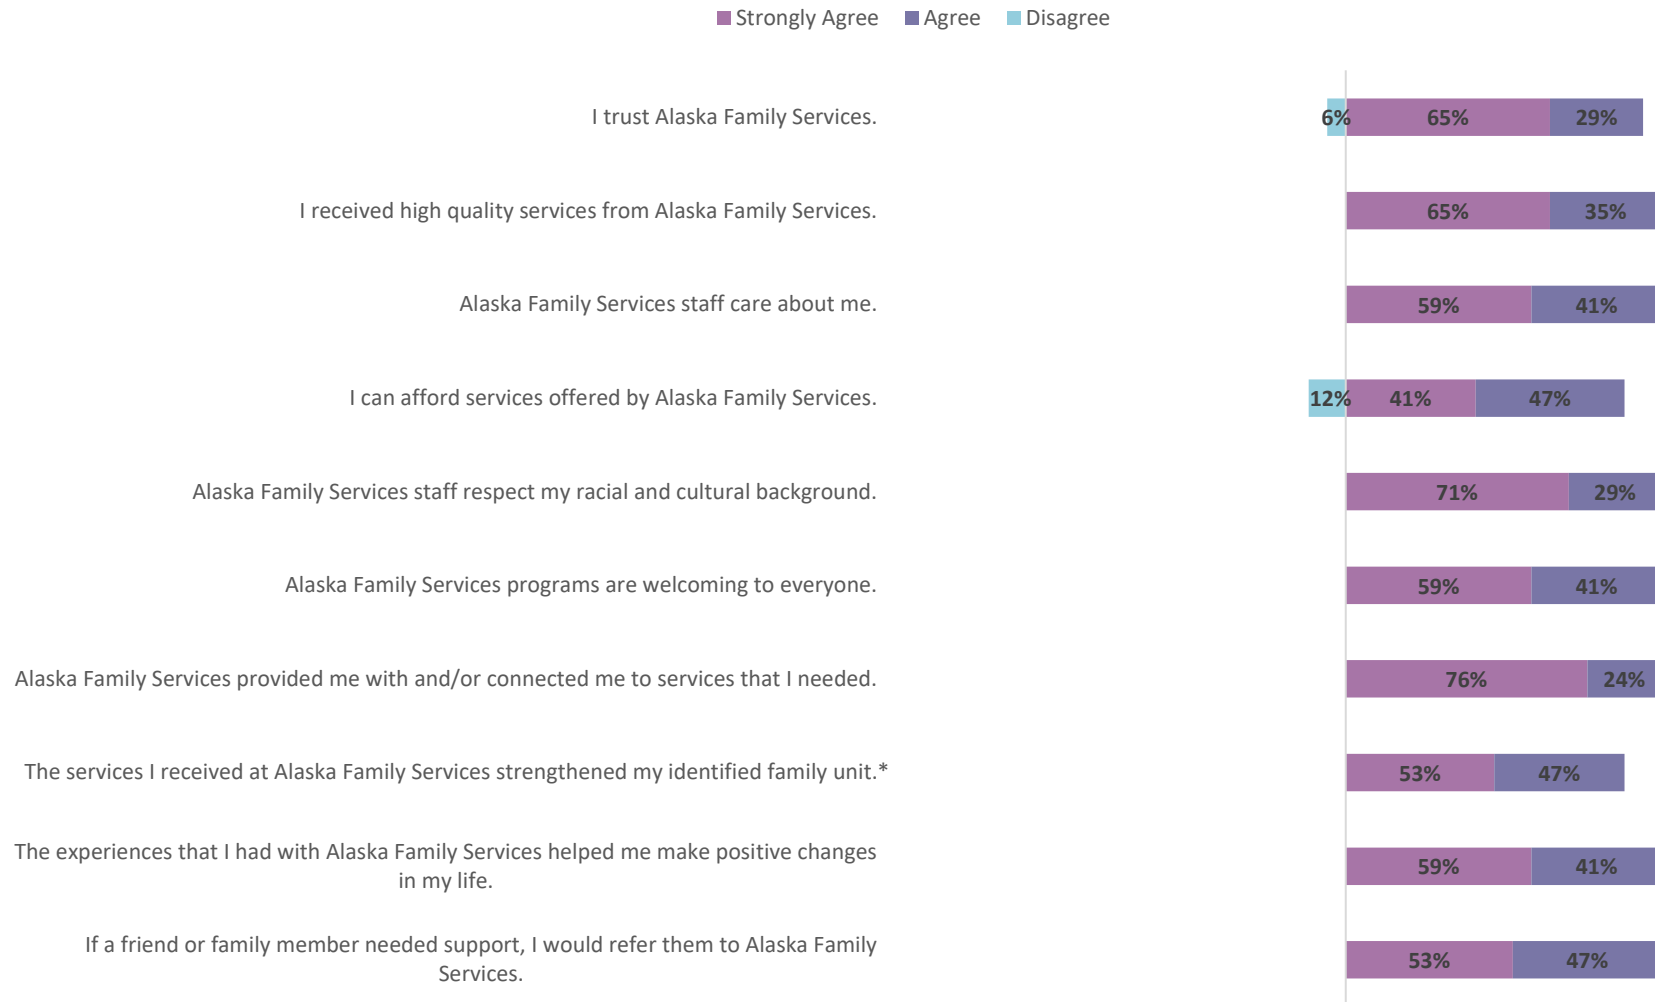 Strongly Agree Agree Disagree
I trust Alaska Family Services.
6% 65% 29%
I received high quality services from Alaska Family Services.
65% 35%
Alaska Family Services staff care about me.
59% 41%
I can afford services offered by Alaska Family Services.
12% 41% 47%
Alaska Family Services staff respect my racial and cultural background.
71% 29%
Alaska Family Services programs are welcoming to everyone.
59% 41%
Alaska Family Services provided me with and/or connected me to services that I needed.
76% 24%
The services I received at Alaska Family Services strengthened my identified family unit.*
53% 47%
The experiences that I had with Alaska Family Services helped me make positive changes
in my life.
59% 41%
If a friend or family member needed support, I would refer them to Alaska Family
Services.
53% 47%